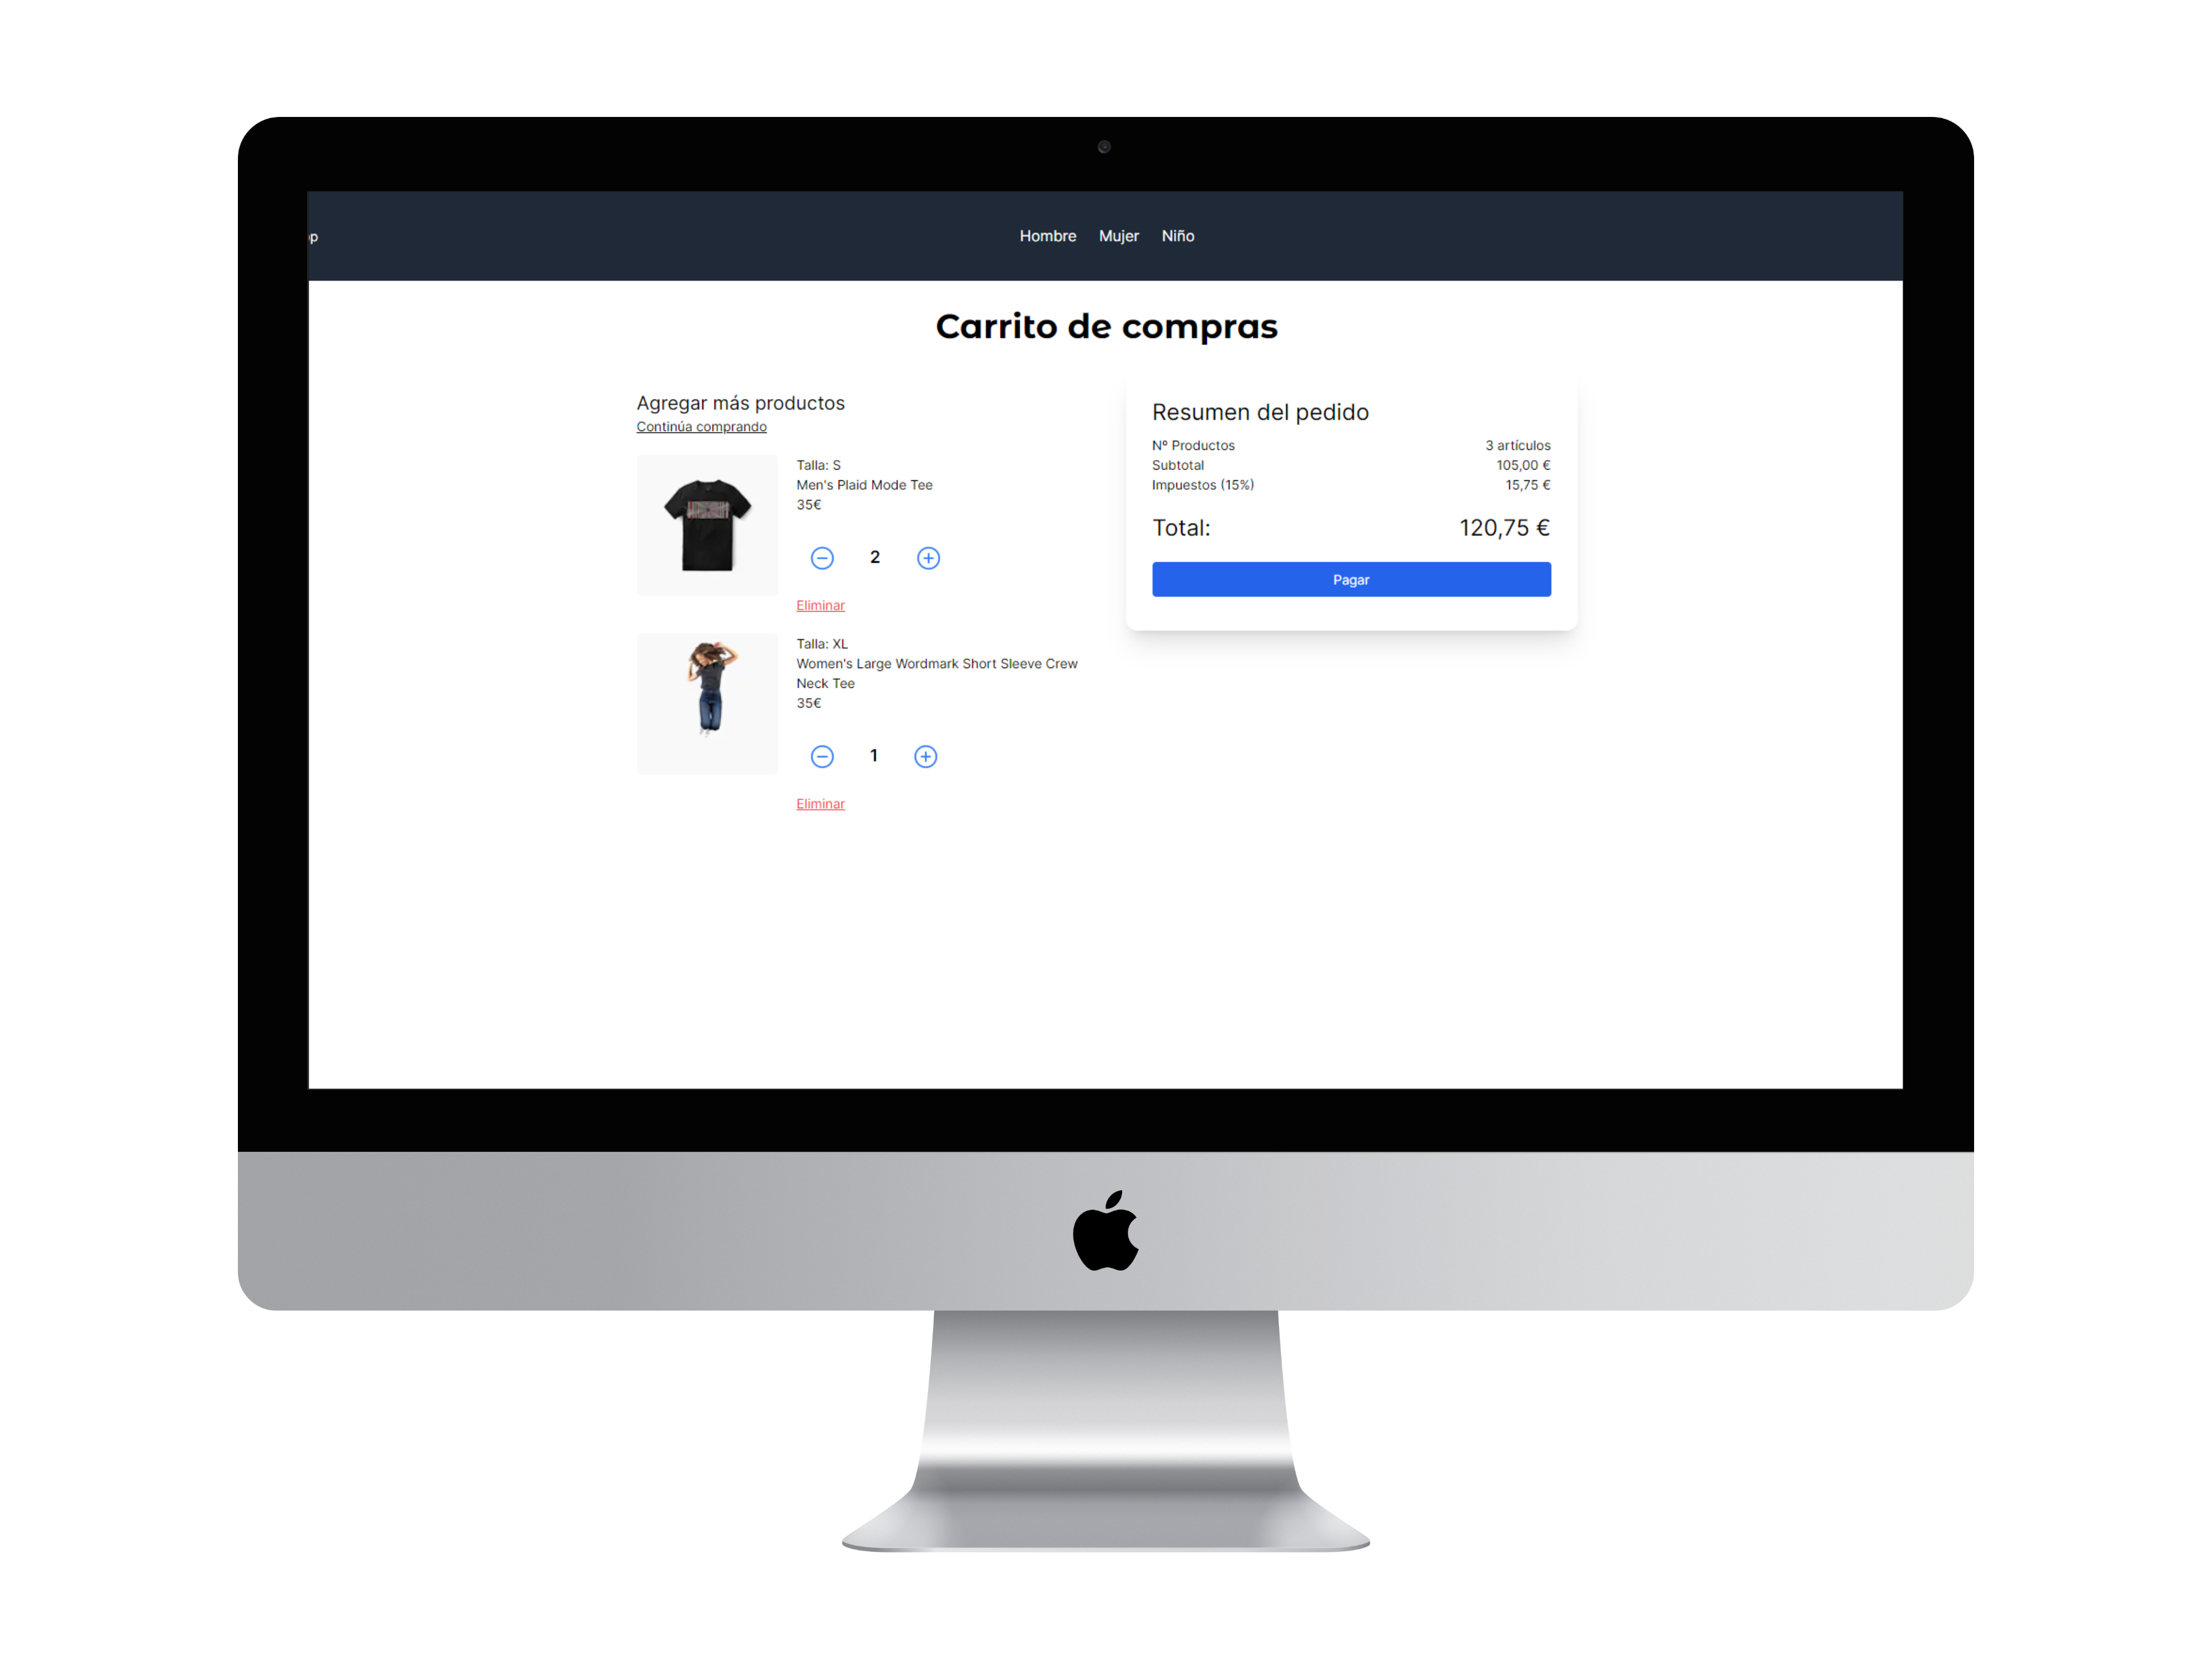 Hombre Mujer Niño
Carrito de compras
Agregar más productos
Continúa comprando
Talla: S
Men's Plaid Mode Tee
35€
2
Eliminar
Talla: XL
Women's Large Wordmark Short Sleeve Crew
Neck Tee
35€
1
Eliminar
Resumen del pedido
Nº Productos 3 artículos
Subtotal 105,00 €
Impuestos (15%) 15,75 €
Total: 120,75 €
Pagar